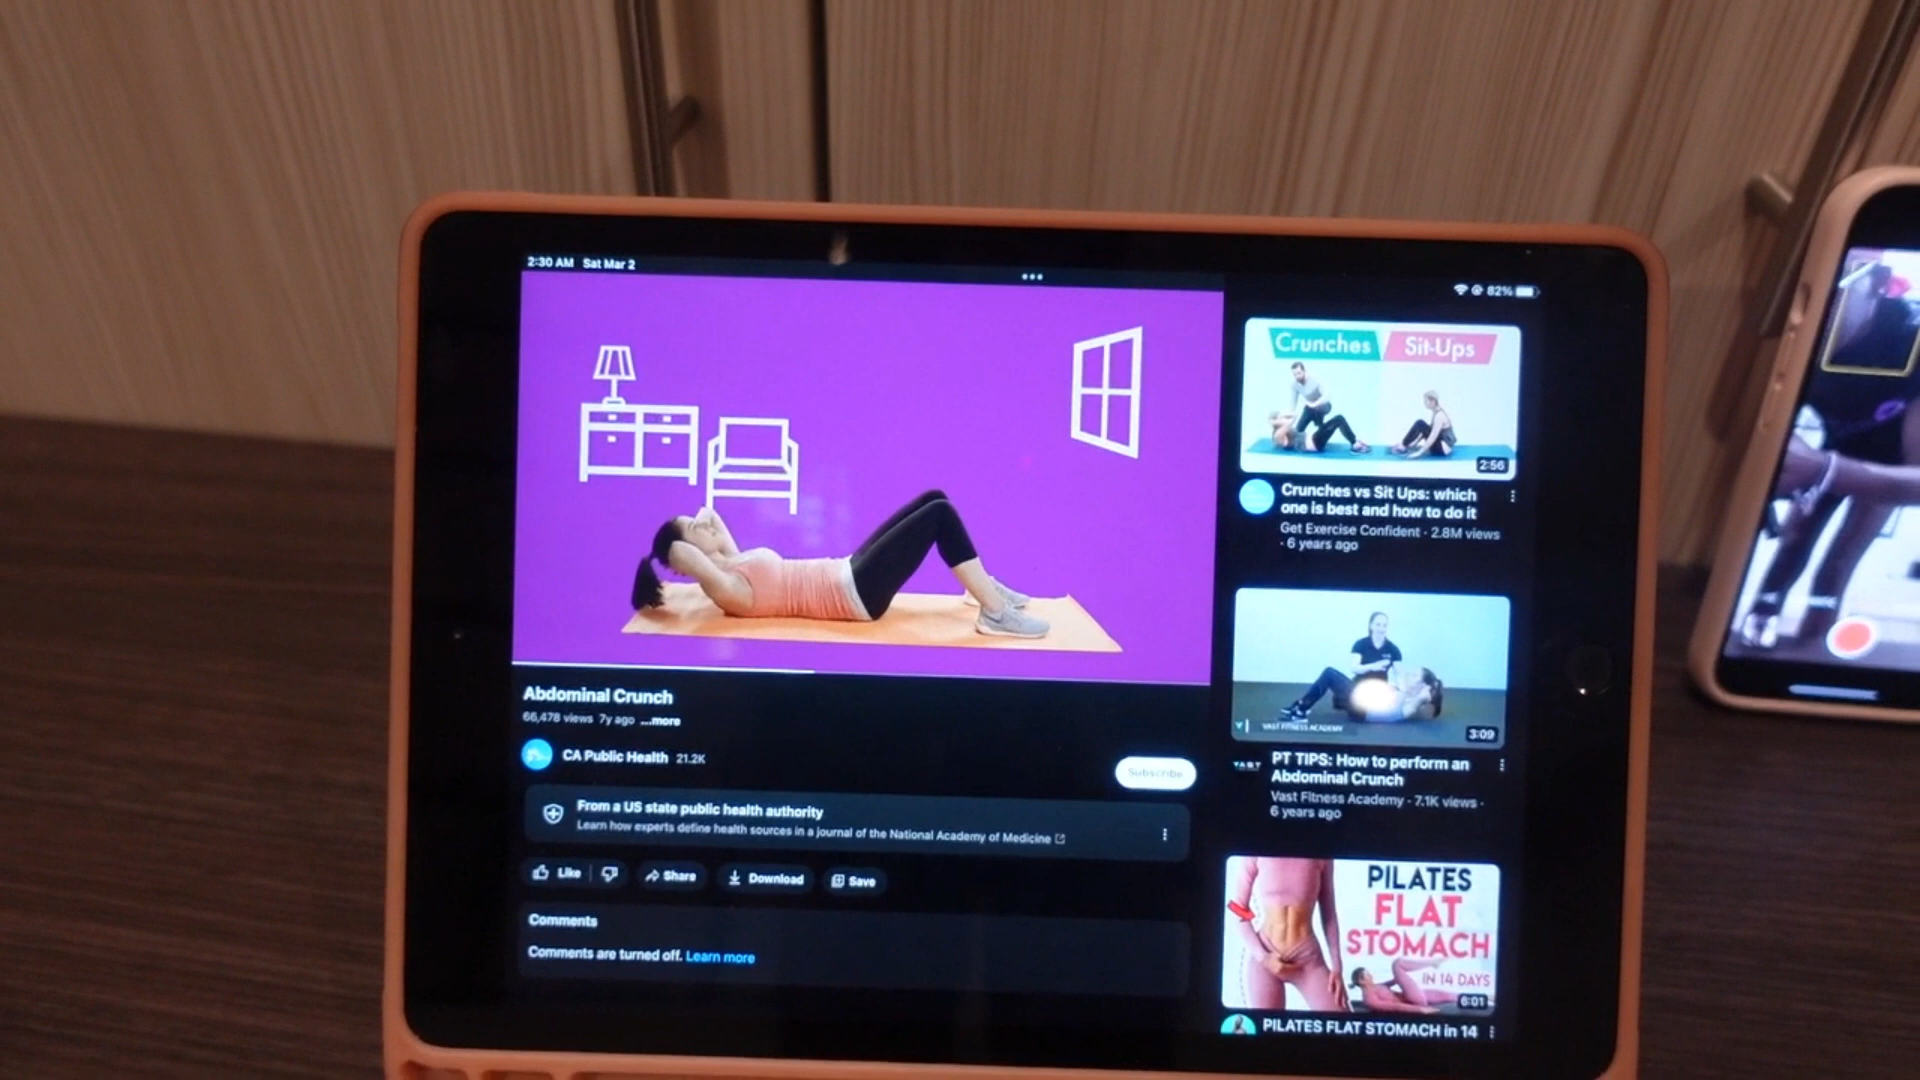 2:30 AM Sat Mar 2
82%
Abdominal Crunch
66,478 views 7y ago ...more
CA Public Health 21.2K
Subscribe
From a US state public health authority
Learn how experts define health sources in a journal of the National Academy of Medicine
Like
Share
Download
Save
Comments
Comments are turned off. Learn more
Crunches
Sit-Ups
2:56
Crunches vs Sit Ups: which
one is best and how to do it
Get Exercise Confident · 2.8M views
· 6 years ago
VAST FITNESS ACADEMY
3:09
VAST
PT TIPS: How to perform an
Abdominal Crunch
Vast Fitness Academy · 7.1K views ·
6 years ago
PILATES
FLAT
STOMACH
IN 14 DAYS
6:01
PILATES FLAT STOMACH in 14